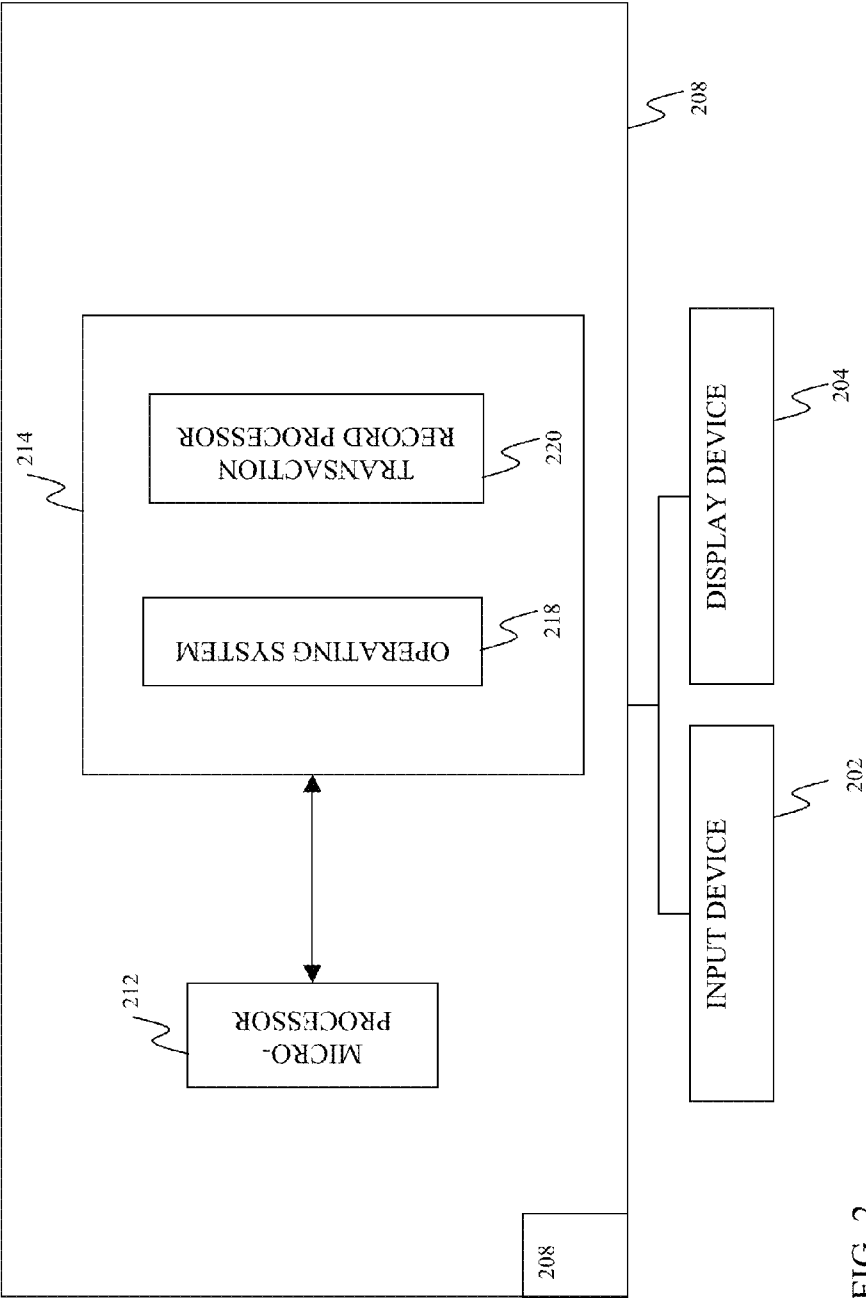 214
212
MICRO-
PROCESSOR
OPERATING SYSTEM
218
TRANSACTION
RECORD PROCESSOR
220
208
208
INPUT DEVICE
202
DISPLAY DEVICE
204
FIG. 2